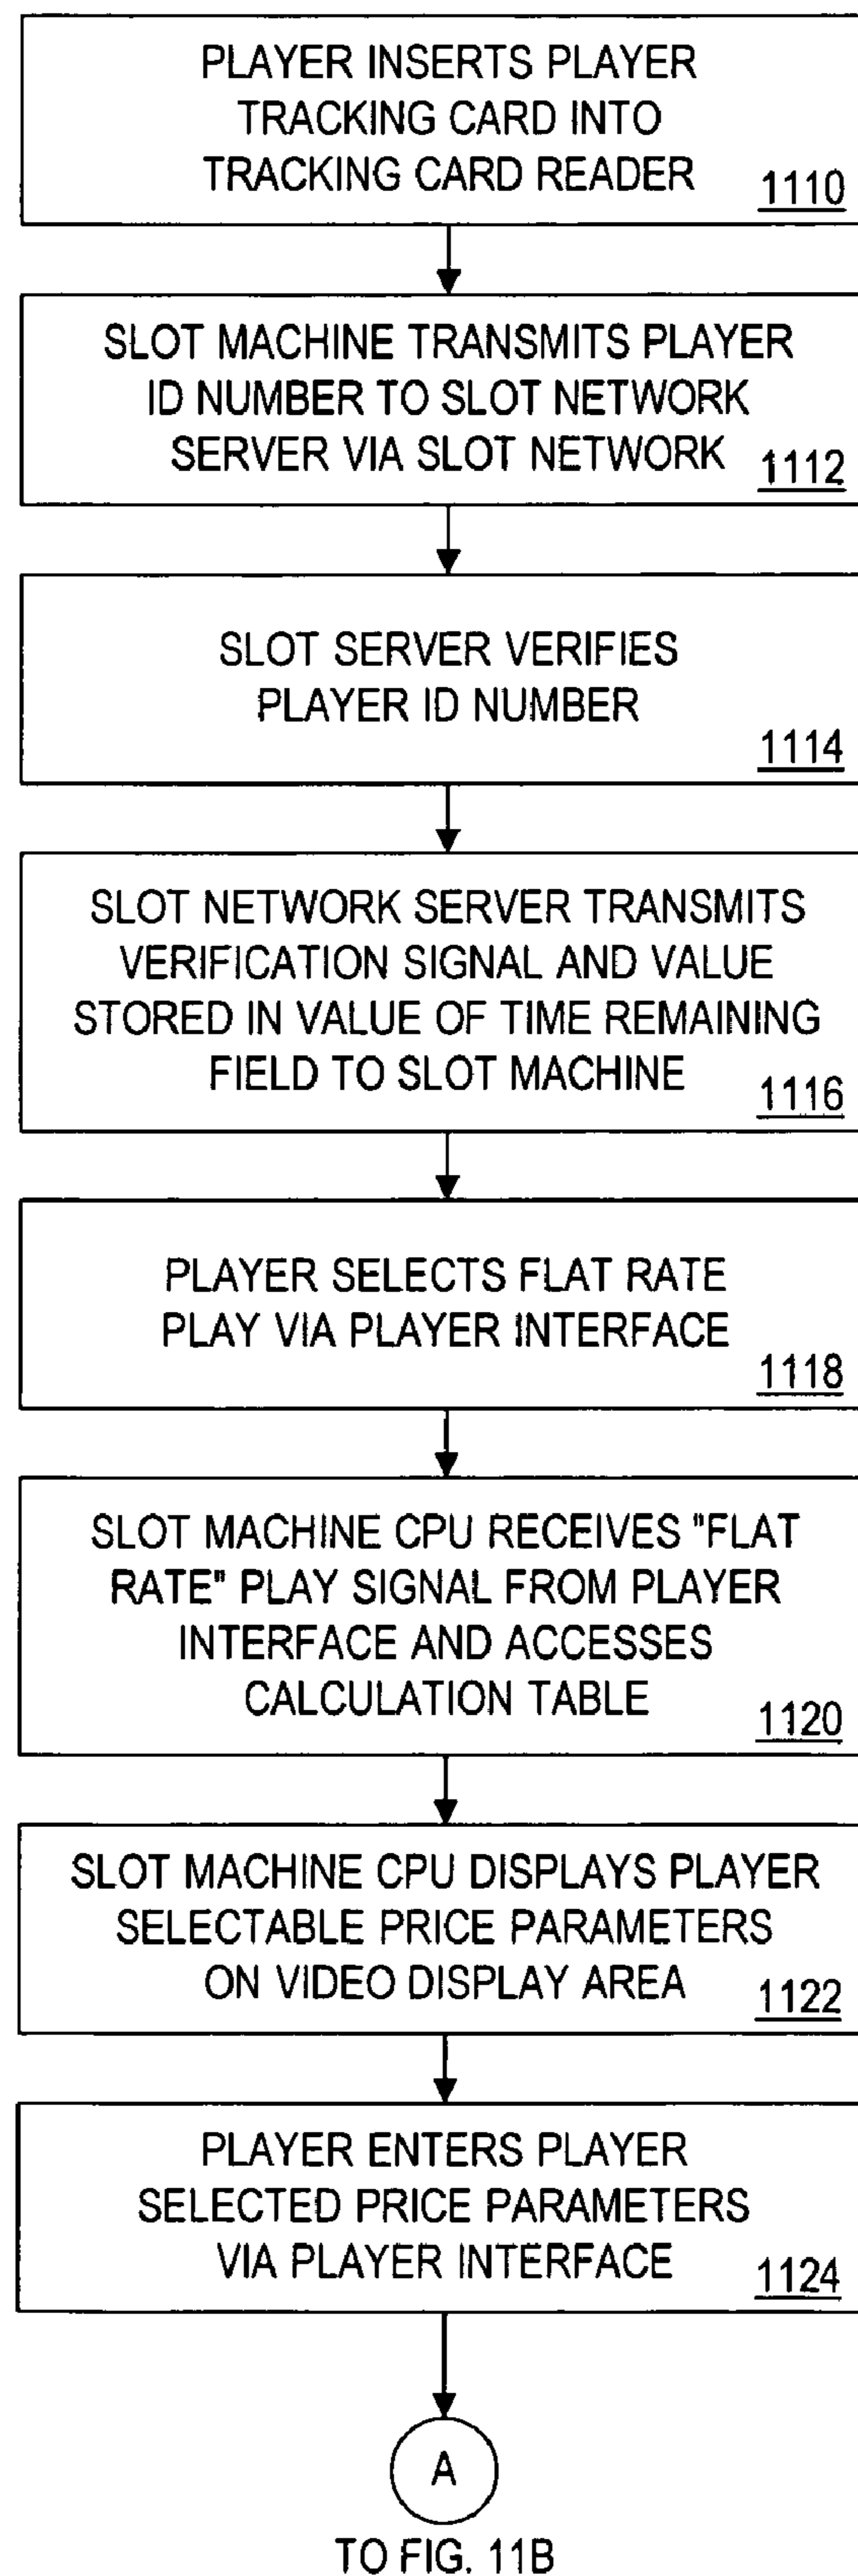 PLAYER INSERTS PLAYER
TRACKING CARD INTO
TRACKING CARD READER
1110
SLOT MACHINE TRANSMITS PLAYER
ID NUMBER TO SLOT NETWORK
SERVER VIA SLOT NETWORK
1112
SLOT SERVER VERIFIES
PLAYER ID NUMBER
1114
SLOT NETWORK SERVER TRANSMITS
VERIFICATION SIGNAL AND VALUE
STORED IN VALUE OF TIME REMAINING
FIELD TO SLOT MACHINE
1116
PLAYER SELECTS FLAT RATE
PLAY VIA PLAYER INTERFACE
1118
SLOT MACHINE CPU RECEIVES "FLAT
RATE" PLAY SIGNAL FROM PLAYER
INTERFACE AND ACCESSES
CALCULATION TABLE
1120
SLOT MACHINE CPU DISPLAYS PLAYER
SELECTABLE PRICE PARAMETERS
ON VIDEO DISPLAY AREA
1122
PLAYER ENTERS PLAYER
SELECTED PRICE PARAMETERS
VIA PLAYER INTERFACE
1124
A
TO FIG. 11B